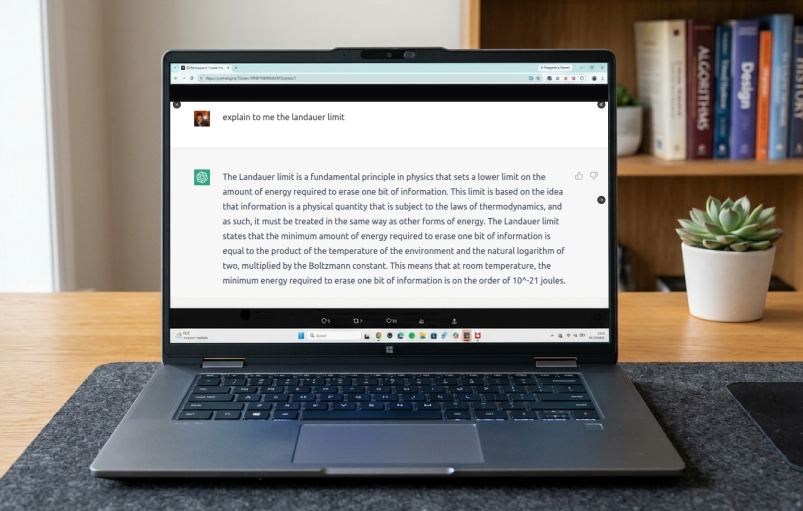 explain to me the landauer limit
The Landauer limit is a fundamental principle in physics that sets a lower limit on the
amount of energy required to erase one bit of information. This limit is based on the idea
that information is a physical quantity that is subject to the laws of thermodynamics, and
as such, it must be treated in the same way as other forms of energy. The Landauer limit
states that the minimum amount of energy required to erase one bit of information is
equal to the product of the temperature of the environment and the natural logarithm of
two, multiplied by the Boltzmann constant. This means that at room temperature, the
minimum energy required to erase one bit of information is on the order of 10^-21 joules.
Buscar
ALGORITHMS
Design
HISTORY